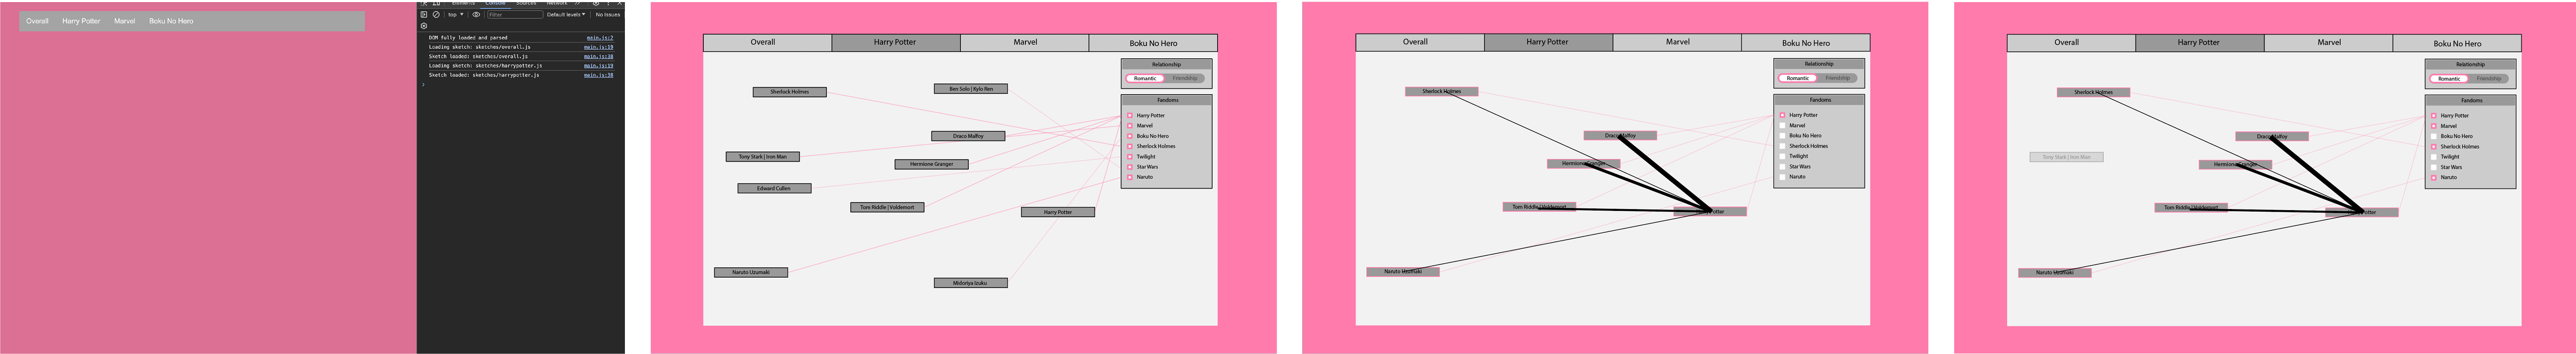 Overall Harry Potter Marvel Boku No Hero
Elements Console Sources Network
top Filter Default levels No Issues
DOM fully loaded and parsed main.js:2
Loading sketch: sketches/overall.js main.js:19
Sketch loaded: sketches/overall.js main.js:38
Loading sketch: sketches/harrypotter.js main.js:19
Sketch loaded: sketches/harrypotter.js main.js:38
Overall Harry Potter Marvel Boku No Hero
Relationship
Romantic Friendship
Fandoms
Harry Potter
Marvel
Boku No Hero
Sherlock Holmes
Twilight
Star Wars
Naruto
Sherlock Holmes
Ben Solo | Kylo Ren
Draco Malfoy
Tony Stark | Iron Man
Hermione Granger
Edward Cullen
Tom Riddle | Voldemort
Harry Potter
Naruto Uzumaki
Midoriya Izuku
Overall Harry Potter Marvel Boku No Hero
Relationship
Romantic Friendship
Fandoms
Harry Potter
Marvel
Boku No Hero
Sherlock Holmes
Twilight
Star Wars
Naruto
Sherlock Holmes
Draco Malfoy
Hermione Granger
Tom Riddle | Voldemort
Potter
Naruto Uzumaki
Overall Harry Potter Marvel Boku No Hero
Relationship
Romantic Friendship
Fandoms
Harry Potter
Marvel
Boku No Hero
Sherlock Holmes
Twilight
Star Wars
Naruto
Sherlock Holmes
Draco Malfoy
Tony Stark | Iron Man
Hermione Granger
Tom Riddle | Voldemort
Potter
Naruto Uzumaki